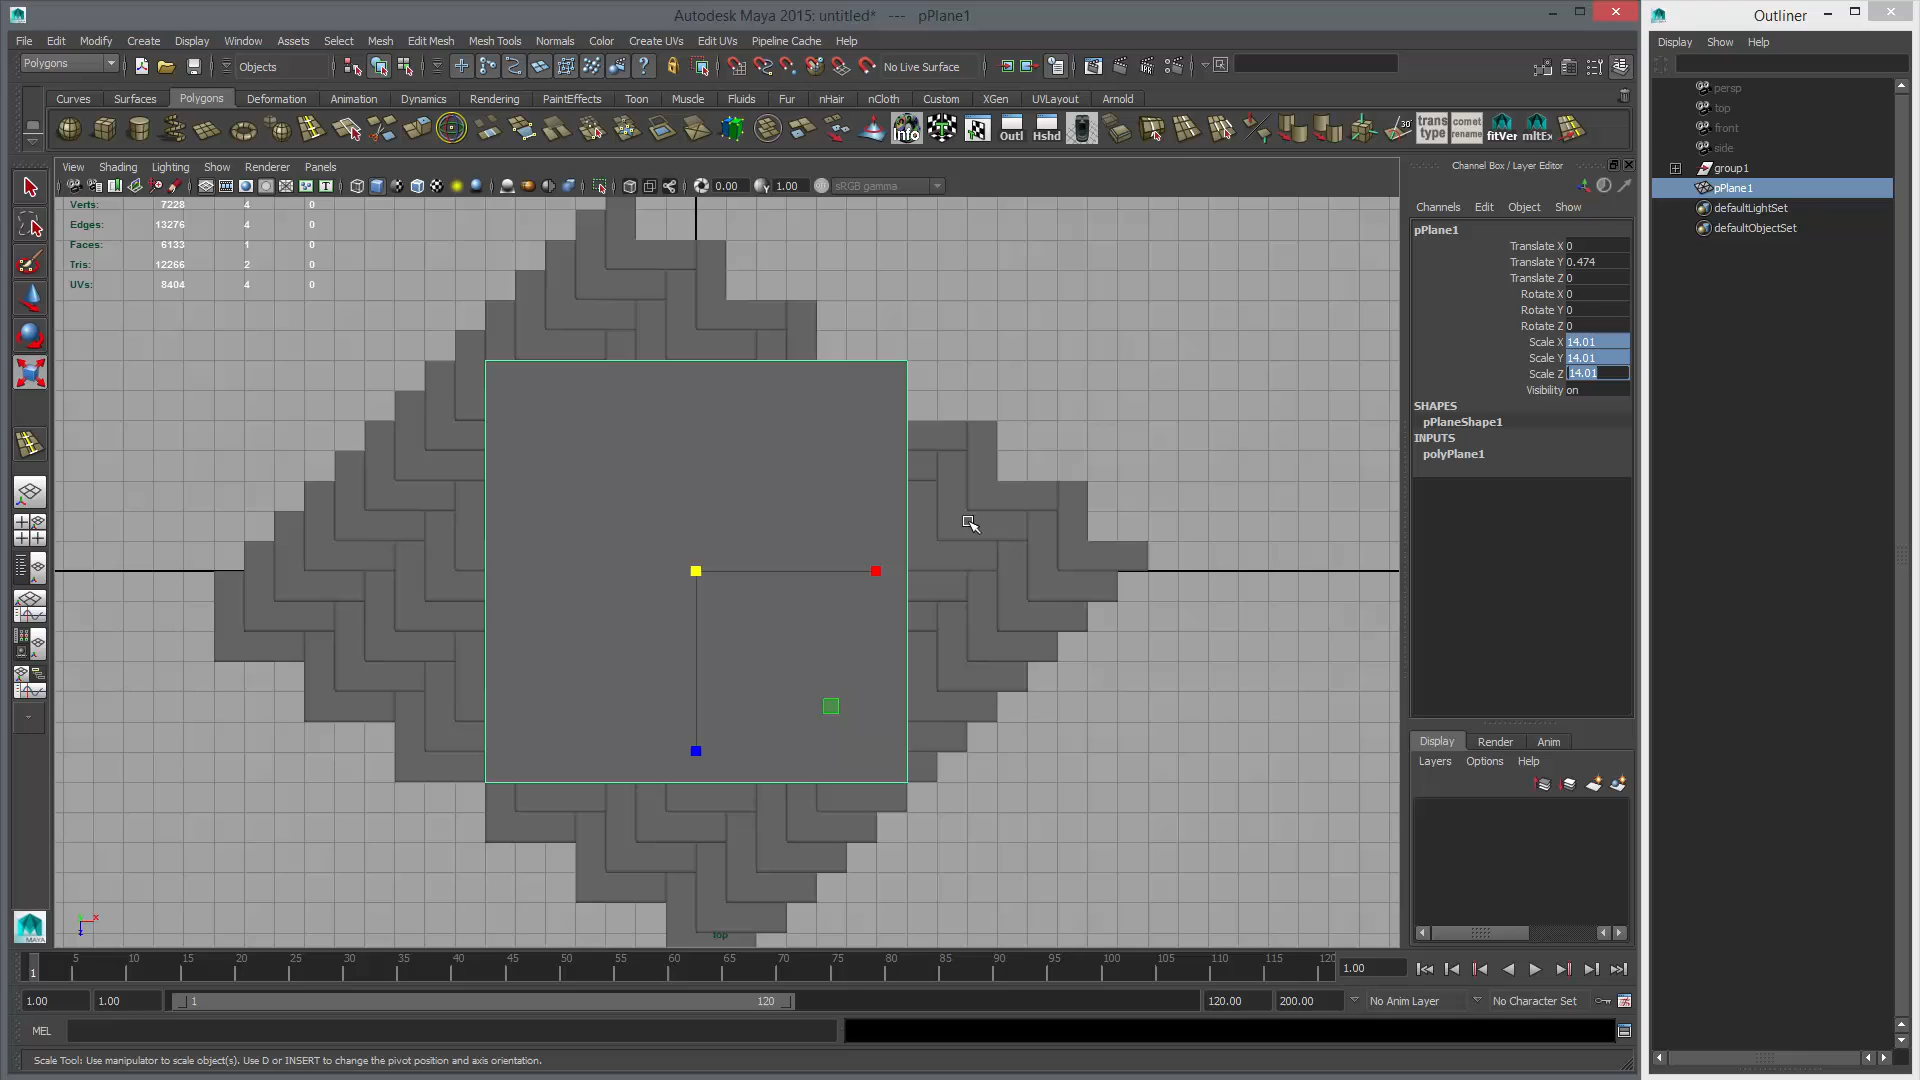 Autodesk Maya 2015: untitled* --- pPlane1
Outliner
File Edit Modify Create Display Window Assets Select Mesh Edit Mesh Mesh Tools Normals Color Create UVs Edit UVs Pipeline Cache Help
Display Show Help
Polygons
Objects
No Live Surface
Curves Surfaces Polygons Deformation Animation Dynamics Rendering PaintEffects Toon Muscle Fluids Fur nHair nCloth Custom XGen UVLayout Arnold
Info
Outl
Hshd
30
trans
type
comet
rename
fitVer
mltEx
View Shading Lighting Show Renderer Panels
0.00
1.00
sRGB gamma
Verts: 7228 4 0
Edges: 13276 4 0
Faces: 6133 1 0
Tris: 12266 2 0
UVs: 8404 4 0
top
Channel Box / Layer Editor
Channels Edit Object Show
pPlane1
Translate X 0
Translate Y 0.474
Translate Z 0
Rotate X 0
Rotate Y 0
Rotate Z 0
Scale X 14.01
Scale Y 14.01
Scale Z 14.01
Visibility on
SHAPES
pPlaneShape1
INPUTS
polyPlane1
Display Render Anim
Layers Options Help
persp
top
front
side
group1
pPlane1
defaultLightSet
defaultObjectSet
MAYA
1 5 10 15 20 25 30 35 40 45 50 55 60 65 70 75 80 85 90 95 100 105 110 115 120
1.00
1.00 1.00 1 120 120.00 200.00 No Anim Layer No Character Set
MEL
Scale Tool: Use manipulator to scale object(s). Use D or INSERT to change the pivot position and axis orientation.